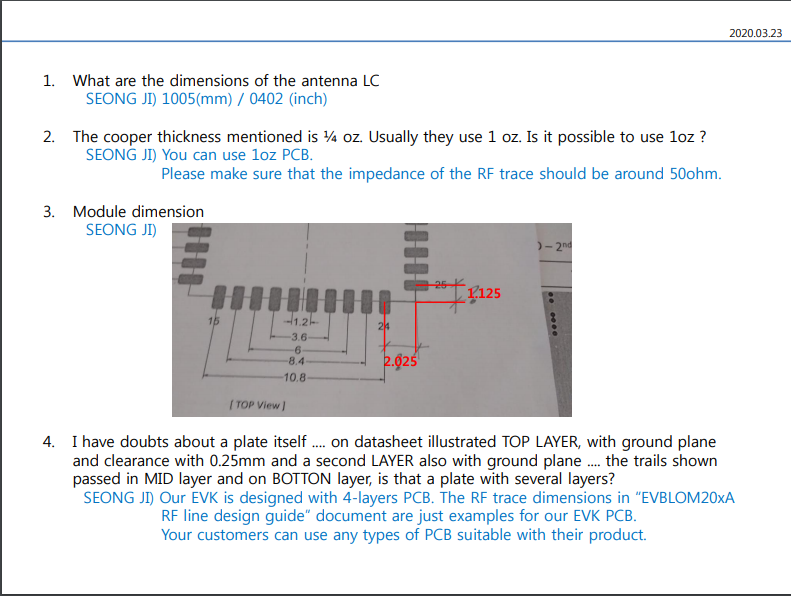 2020.03.23
1. What are the dimensions of the antenna LC
SEONG JI) 1005(mm) / 0402 (inch)
2. The cooper thickness mentioned is ¼ oz. Usually they use 1 oz. Is it possible to use 1oz ?
SEONG JI) You can use 1oz PCB.
Please make sure that the impedance of the RF trace should be around 50ohm.
3. Module dimension
SEONG JI)
– 2nd
25
1.125
15
1.2
24
3.6
6
8.4
2.025
10.8
[ TOP View ]
4. I have doubts about a plate itself .... on datasheet illustrated TOP LAYER, with ground plane
and clearance with 0.25mm and a second LAYER also with ground plane .... the trails shown
passed in MID layer and on BOTTON layer, is that a plate with several layers?
SEONG JI) Our EVK is designed with 4-layers PCB. The RF trace dimensions in “EVBLOM20xA
RF line design guide” document are just examples for our EVK PCB.
Your customers can use any types of PCB suitable with their product.